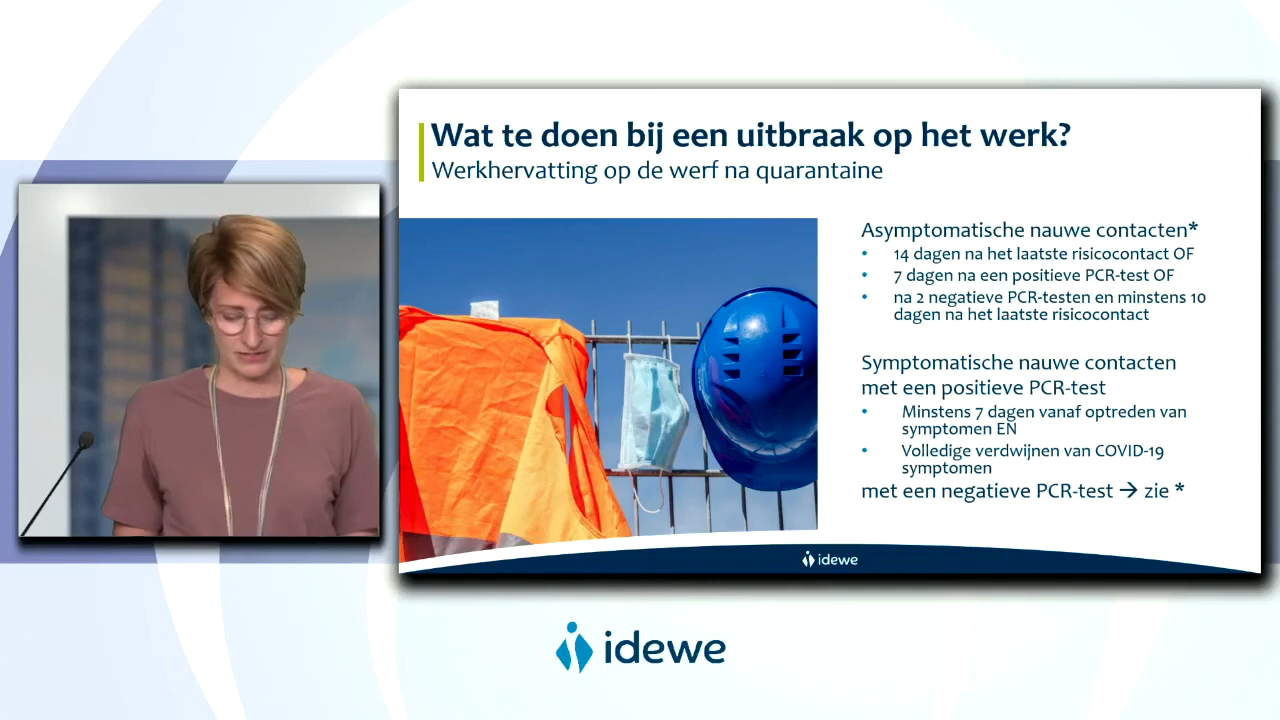 Wat te doen bij een uitbraak op het werk?
Werkhervatting op de werf na quarantaine
Asymptomatische nauwe contacten*
• 14 dagen na het laatste risicocontact OF
• 7 dagen na een positieve PCR-test OF
• na 2 negatieve PCR-testen en minstens 10
dagen na het laatste risicocontact
Symptomatische nauwe contacten
met een positieve PCR-test
• Minstens 7 dagen vanaf optreden van
symptomen EN
• Volledige verdwijnen van COVID-19
symptomen
met een negatieve PCR-test → zie *
idewe
idewe